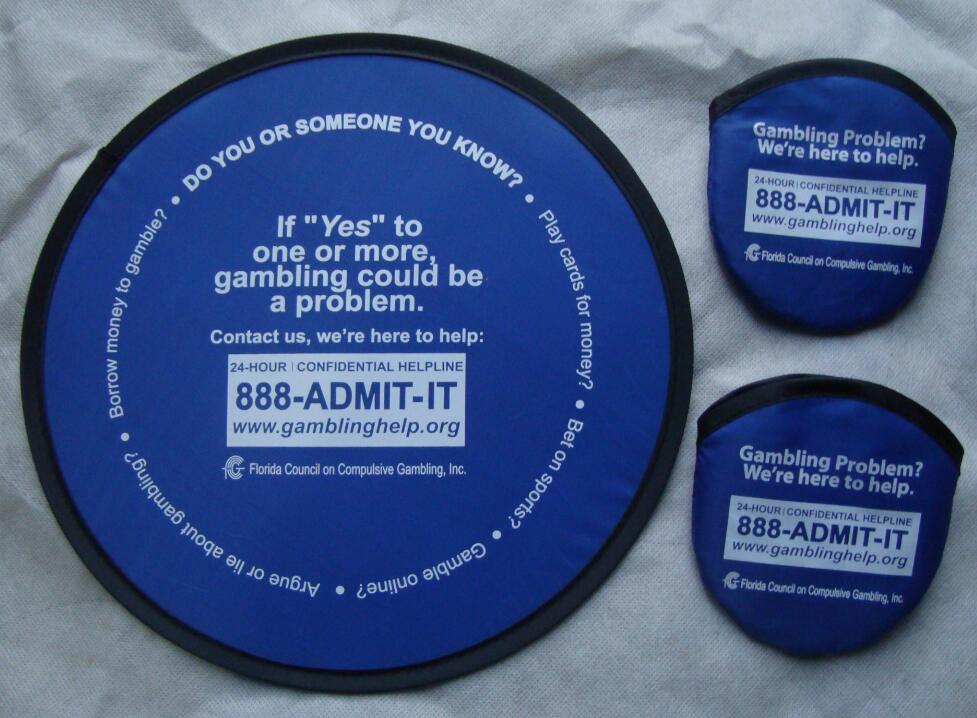 DO YOU OR SOMEONE YOU KNOW?
• Play cards for money?
• Bet on sports?
• Gamble online?
• Argue or lie about gambling?
• Borrow money to gamble? •
If "Yes" to
one or more,
gambling could be
a problem.
Contact us, we're here to help:
24-HOUR | CONFIDENTIAL HELPLINE
888-ADMIT-IT
www.gamblinghelp.org
Florida Council on Compulsive Gambling, Inc.
Gambling Problem?
We're here to help.
24-HOUR | CONFIDENTIAL HELPLINE
888-ADMIT-IT
www.gamblinghelp.org
Florida Council on Compulsive Gambling, Inc.
Gambling Problem?
We're here to help.
24-HOUR | CONFIDENTIAL HELPLINE
888-ADMIT-IT
www.gamblinghelp.org
Florida Council on Compulsive Gambling, Inc.